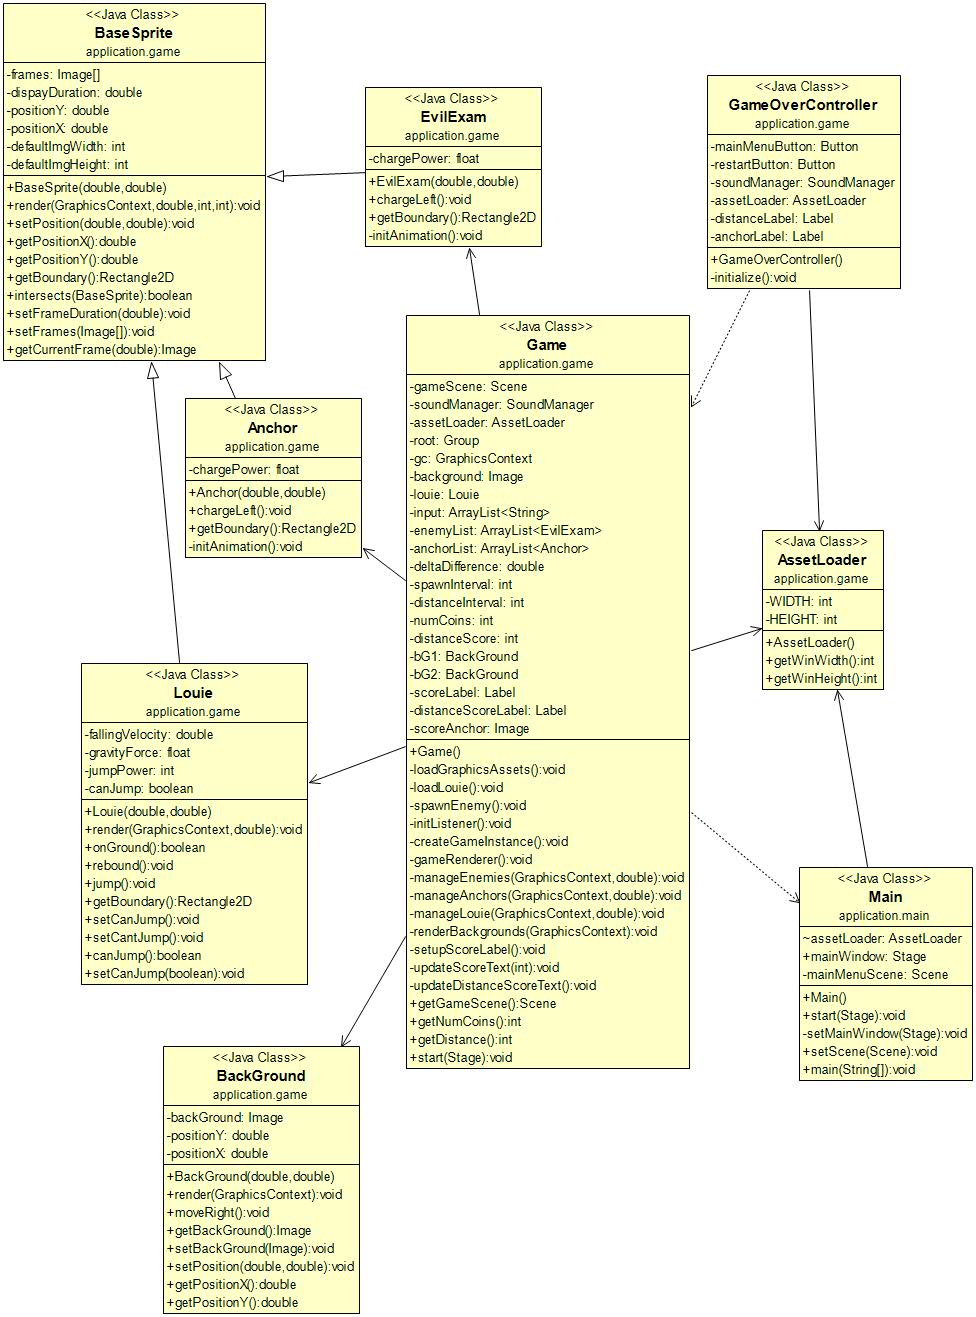 <<Java Class>>
BaseSprite
application.game
-frames: Image[]
-dispayDuration: double
-positionY: double
-positionX: double
-defaultImgWidth: int
-defaultImgHeight: int
+BaseSprite(double,double)
+render(GraphicsContext,double,int,int):void
+setPosition(double,double):void
+getPositionX():double
+getPositionY():double
+getBoundary():Rectangle2D
+intersects(BaseSprite):boolean
+setFrameDuration(double):void
+setFrames(Image[]):void
+getCurrentFrame(double):Image
<<Java Class>>
EvilExam
application.game
-chargePower: float
+EvilExam(double,double)
+chargeLeft():void
+getBoundary():Rectangle2D
-initAnimation():void
<<Java Class>>
GameOverController
application.game
-mainMenuButton: Button
-restartButton: Button
-soundManager: SoundManager
-assetLoader: AssetLoader
-distanceLabel: Label
-anchorLabel: Label
+GameOverController()
-initialize():void
<<Java Class>>
Anchor
application.game
-chargePower: float
+Anchor(double,double)
+chargeLeft():void
+getBoundary():Rectangle2D
-initAnimation():void
<<Java Class>>
Game
application.game
-gameScene: Scene
-soundManager: SoundManager
-assetLoader: AssetLoader
-root: Group
-gc: GraphicsContext
-background: Image
-louie: Louie
-input: ArrayList<String>
-enemyList: ArrayList<EvilExam>
-anchorList: ArrayList<Anchor>
-deltaDifference: double
-spawnInterval: int
-distanceInterval: int
-numCoins: int
-distanceScore: int
-bG1: BackGround
-bG2: BackGround
-scoreLabel: Label
-distanceScoreLabel: Label
-scoreAnchor: Image
+Game()
-loadGraphicsAssets():void
-loadLouie():void
-spawnEnemy():void
-initListener():void
-createGameInstance():void
-gameRenderer():void
-manageEnemies(GraphicsContext,double):void
-manageAnchors(GraphicsContext,double):void
-manageLouie(GraphicsContext,double):void
-renderBackgrounds(GraphicsContext):void
-setupScoreLabel():void
-updateScoreText(int):void
-updateDistanceScoreText():void
+getGameScene():Scene
+getNumCoins():int
+getDistance():int
+start(Stage):void
<<Java Class>>
AssetLoader
application.game
-WIDTH: int
-HEIGHT: int
+AssetLoader()
+getWinWidth():int
+getWinHeight():int
<<Java Class>>
Louie
application.game
-fallingVelocity: double
-gravityForce: float
-jumpPower: int
-canJump: boolean
+Louie(double,double)
+render(GraphicsContext,double):void
+onGround():boolean
+rebound():void
+jump():void
+getBoundary():Rectangle2D
+setCanJump():void
+setCantJump():void
+canJump():boolean
+setCanJump(boolean):void
<<Java Class>>
Main
application.main
~assetLoader: AssetLoader
+mainWindow: Stage
-mainMenuScene: Scene
+Main()
+start(Stage):void
-setMainWindow(Stage):void
+setScene(Scene):void
+main(String[]):void
<<Java Class>>
BackGround
application.game
-backGround: Image
-positionY: double
-positionX: double
+BackGround(double,double)
+render(GraphicsContext):void
+moveRight():void
+getBackGround():Image
+setBackGround(Image):void
+setPosition(double,double):void
+getPositionX():double
+getPositionY():double